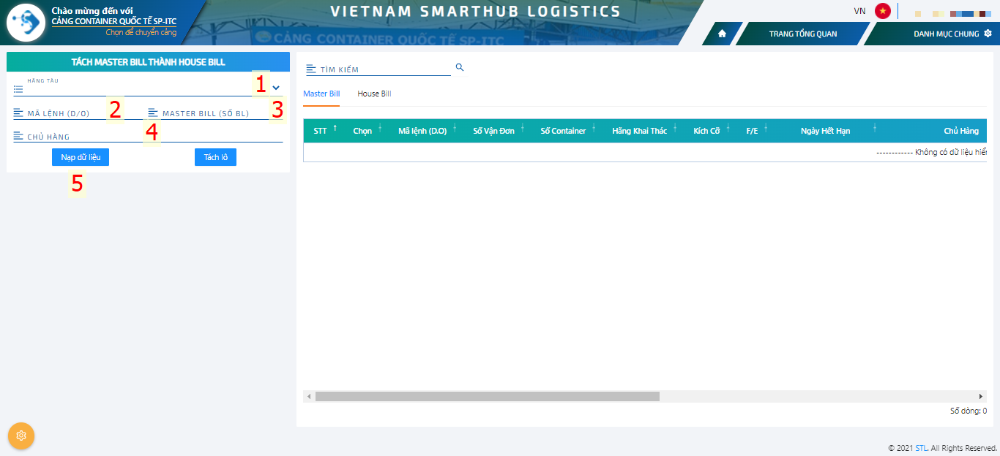 Chào mừng đến với
CẢNG CONTAINER QUỐC TẾ SP-ITC
Chọn để chuyển cảng
VIETNAM SMARTHUB LOGISTICS
CẢNG CONTAINER QUỐC TẾ SP-ITC
VN
TRANG TỔNG QUAN
DANH MỤC CHUNG
TÁCH MASTER BILL THÀNH HOUSE BILL
HÃNG TÀU
1
MÃ LỆNH (D/O)
2
MASTER BILL (SỐ BL)
3
CHỦ HÀNG
4
Nạp dữ liệu
Tách lô
5
TÌM KIẾM
Master Bill
House Bill
STT
Chọn
Mã lệnh (D.O)
Số Vận Đơn
Số Container
Hãng Khai Thác
Kích Cỡ
F/E
Ngày Hết Hạn
Chủ Hàng
------------ Không có dữ liệu hiển
Số dòng: 0
© 2021 STL. All Rights Reserved.